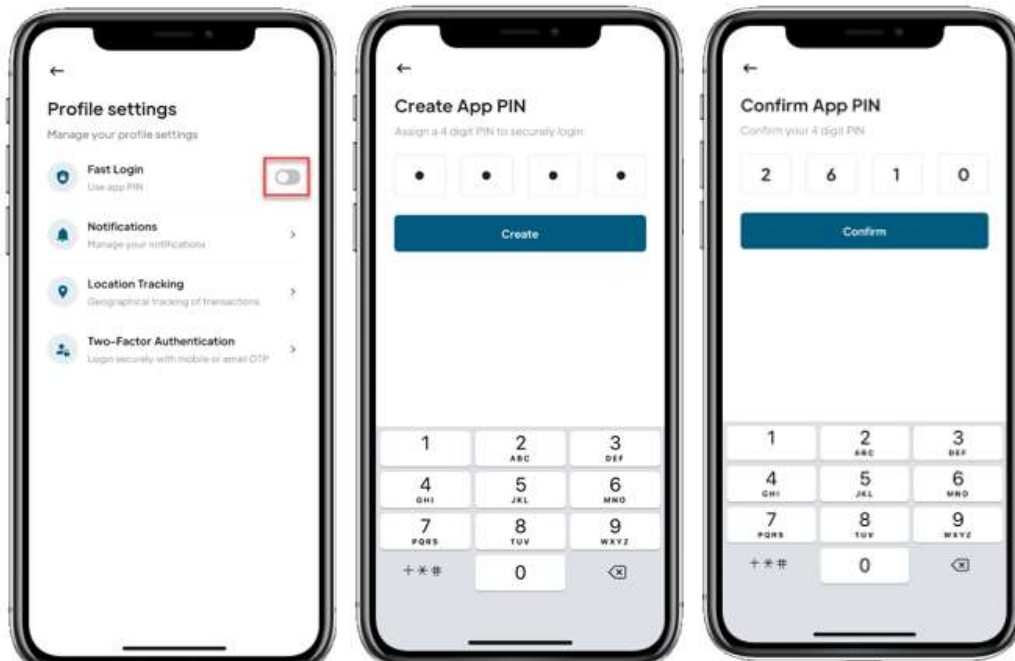 Profile settings
Manage your profile settings
Fast Login
Use app PIN
Notifications
Manage your notifications
Location Tracking
Geographical tracking of transactions
Two-Factor Authentication
Login securely with mobile or email OTP
Create App PIN
Assign a 4 digit PIN to securely login
Create
1 2 3
ABC DEF
4 5 6
GHI JKL MNO
7 8 9
PQRS TUV WXYZ
+*#
0
Confirm App PIN
Confirm your 4 digit PIN
2 6 1 0
Confirm
1 2 3
ABC DEF
4 5 6
GHI JKL MNO
7 8 9
PQRS TUV WXYZ
+*#
0